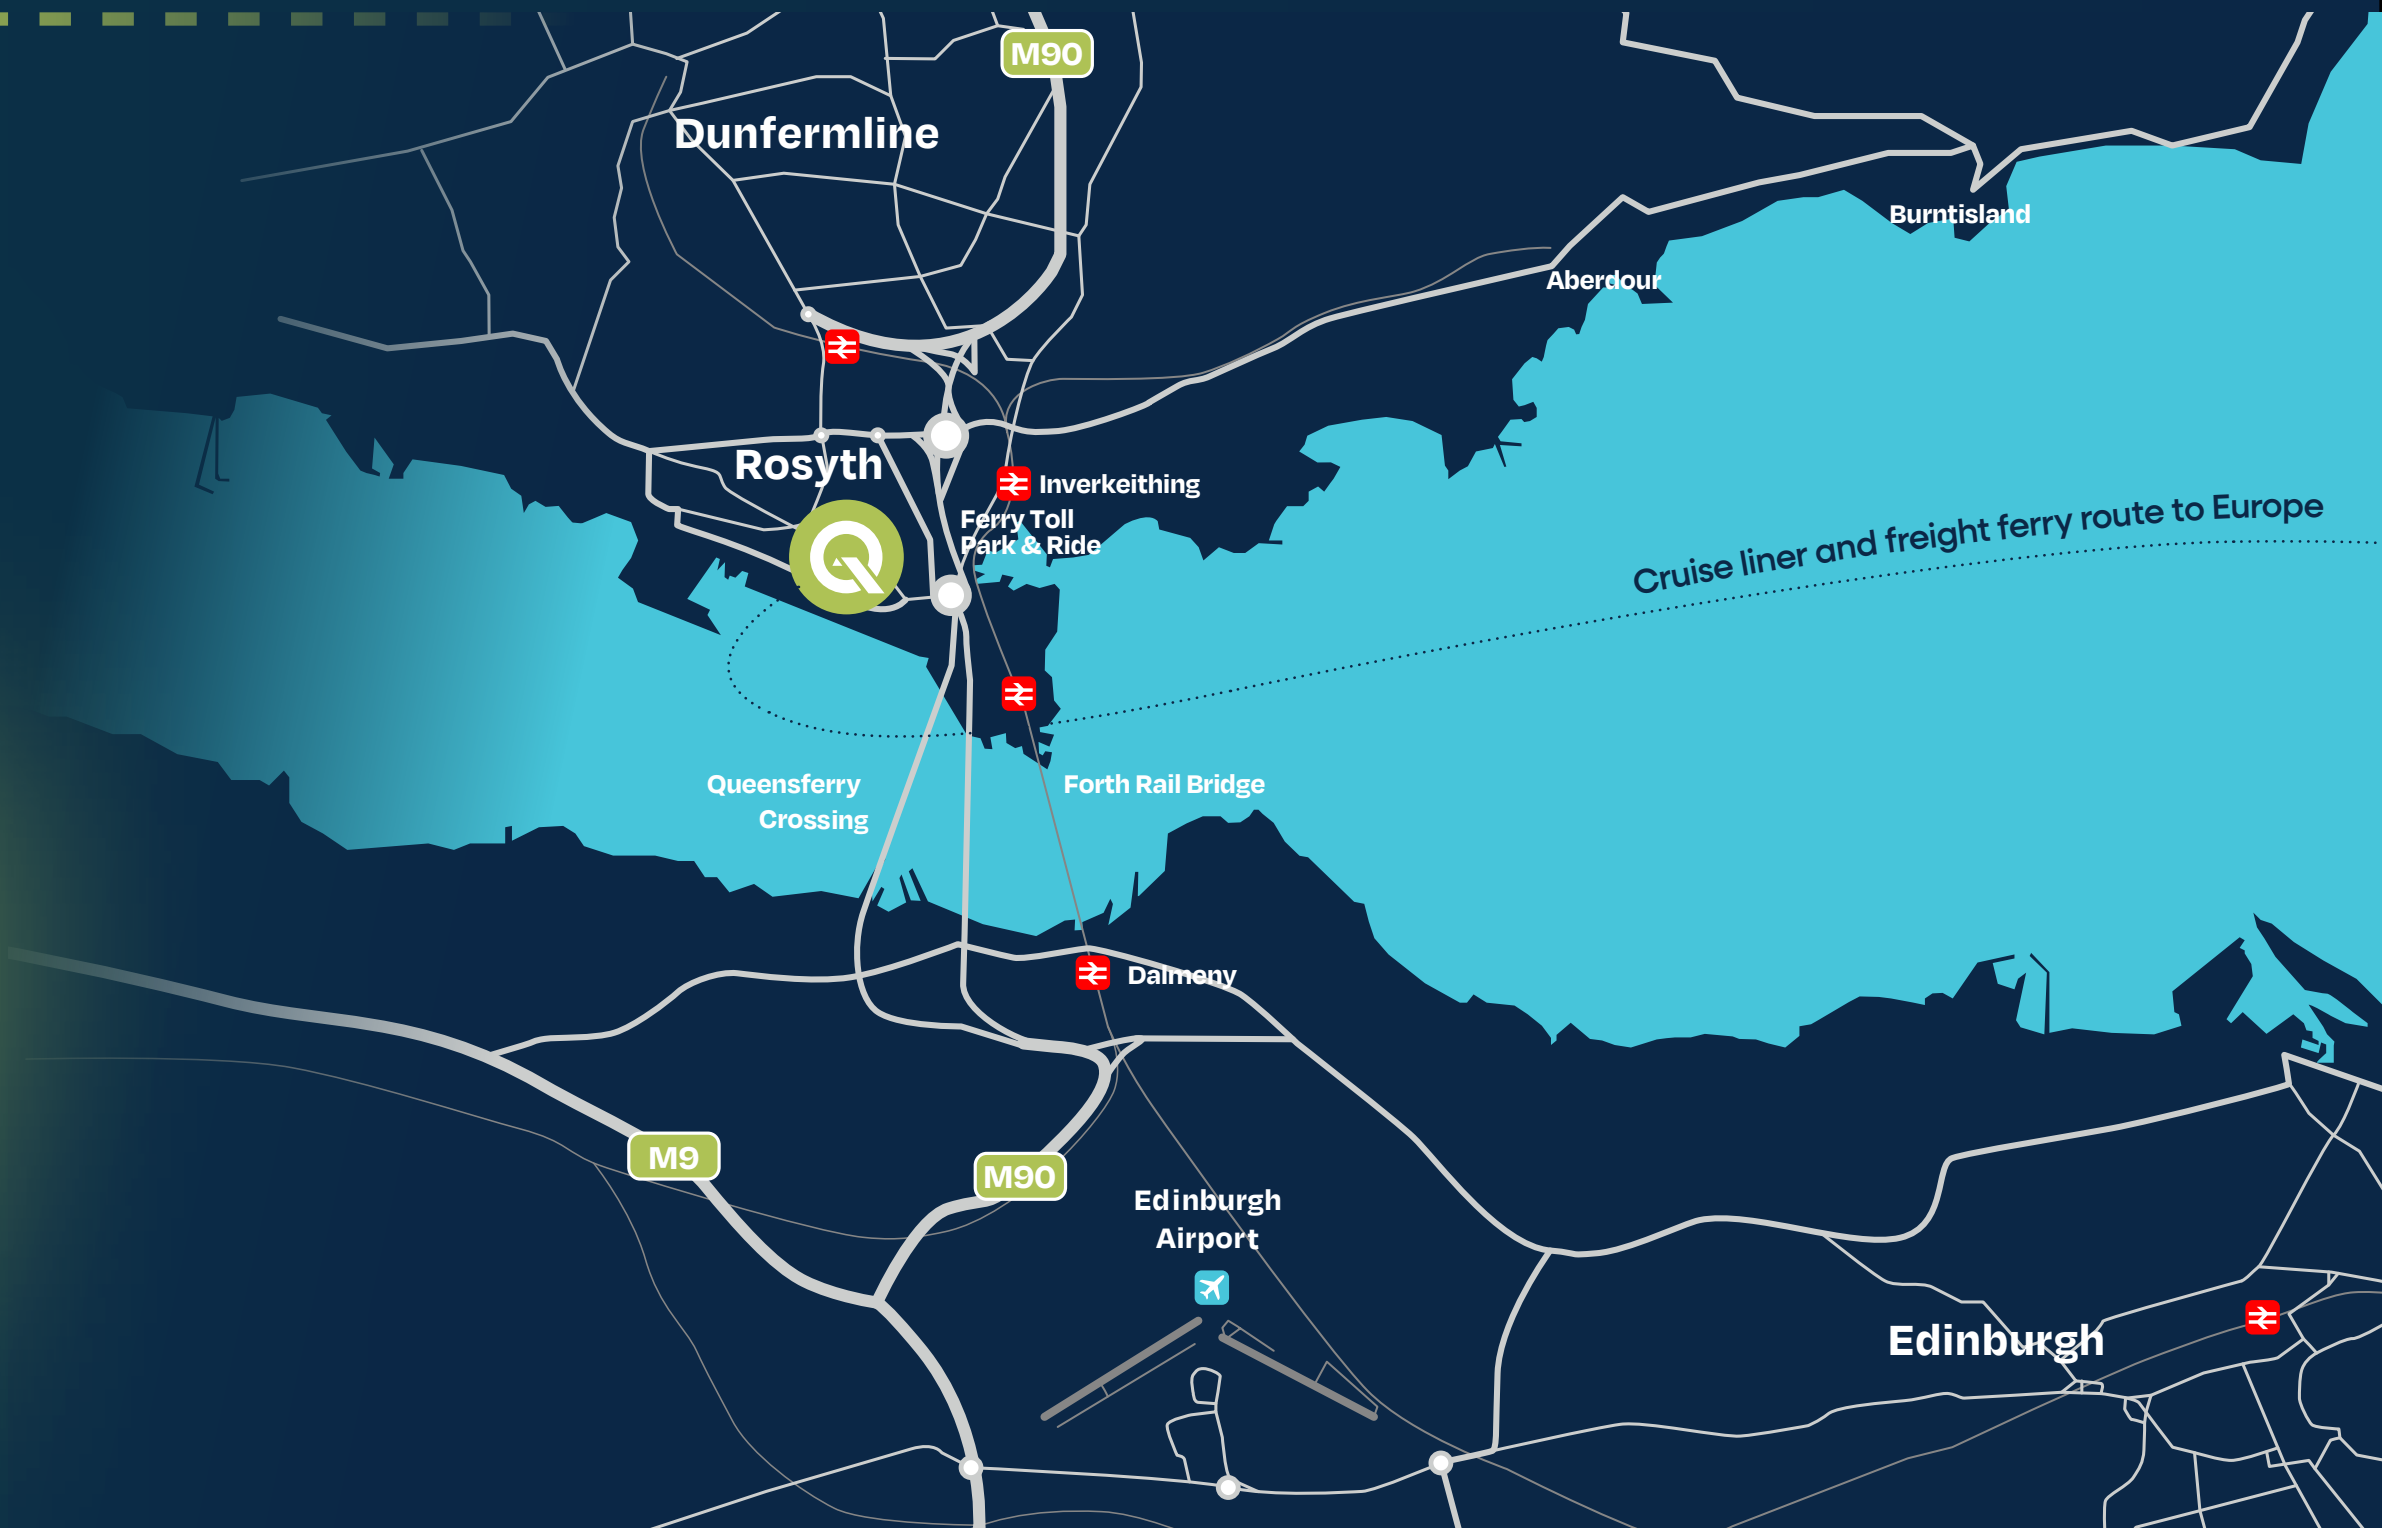 M90
Dunfermline
Burntisland
Aberdour
Rosyth
Inverkeithing
Ferry Toll
Park & Ride
Cruise liner and freight ferry route to Europe
Queensferry
Crossing
Forth Rail Bridge
Dalmeny
M9
M90
Edinburgh
Airport
Edinburgh